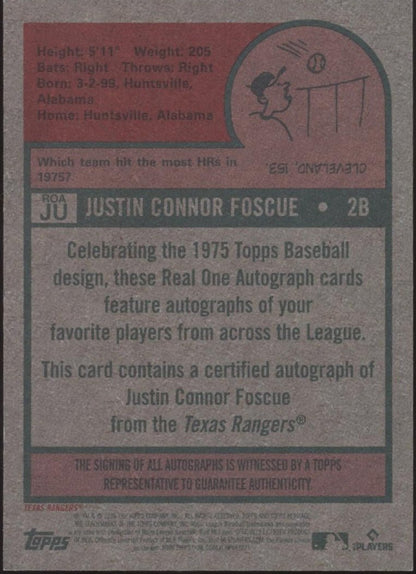 Height: 5'11" Weight: 205
Bats: Right Throws: Right
Born: 3-2-99, Huntsville,
Alabama
Home: Huntsville, Alabama
CLEVELAND, 153.
Which team hit the most HRs in
1975?
ROA
JU
JUSTIN CONNOR FOSCUE • 2B
Celebrating the 1975 Topps Baseball
design, these Real One Autograph cards
feature autographs of your
favorite players from across the League.
This card contains a certified autograph of
Justin Connor Foscue
from the Texas Rangers®
THE SIGNING OF ALL AUTOGRAPHS IS WITNESSED BY A TOPPS
REPRESENTATIVE TO GUARANTEE AUTHENTICITY.
TEXAS RANGERS®
topps
PLAYERS